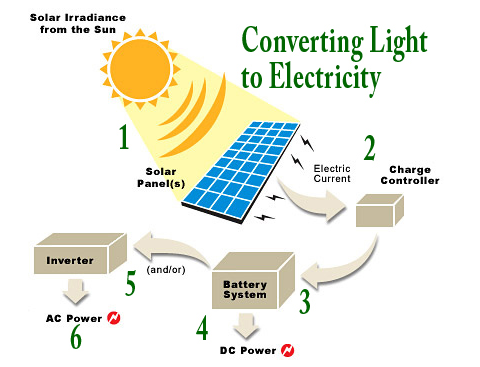 Solar Irradiance
from the Sun
Converting Light
to Electricity
1
Solar
Panel(s)
Electric
Current
2
Charge
Controller
Inverter
(and/or)
5
Battery
System
3
AC Power
6
4
DC Power